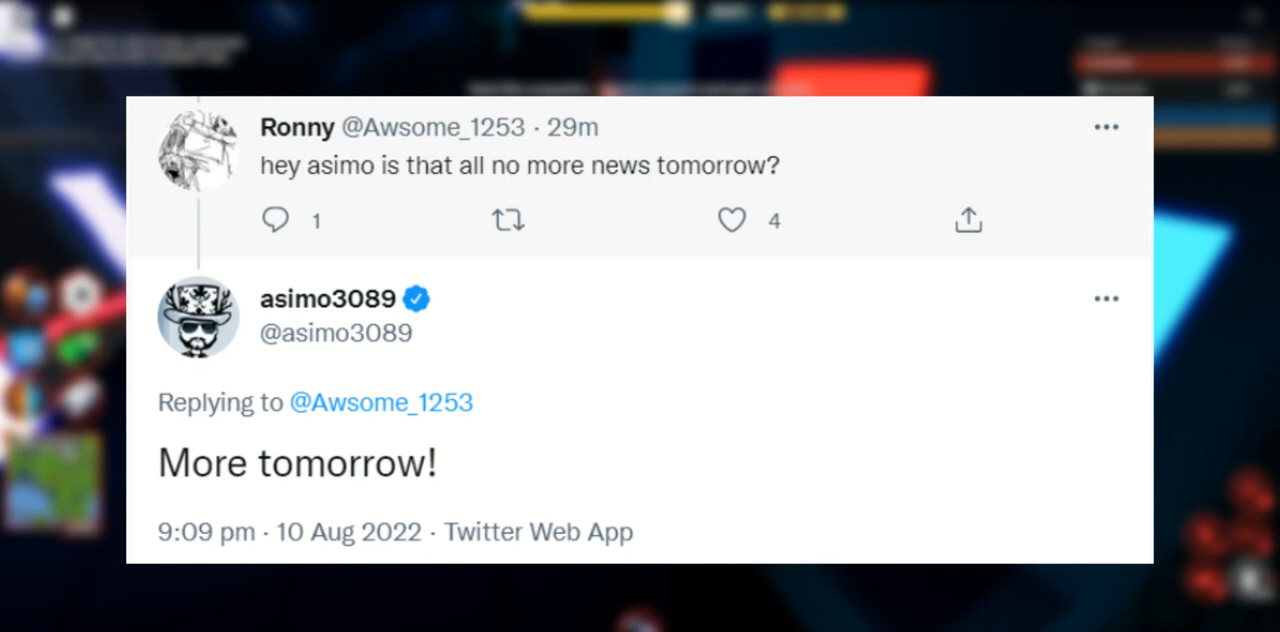 Ronny @Awsome_1253 · 29m
hey asimo is that all no more news tomorrow?
1 4
asimo3089
@asimo3089
Replying to @Awsome_1253
More tomorrow!
9:09 pm · 10 Aug 2022 · Twitter Web App